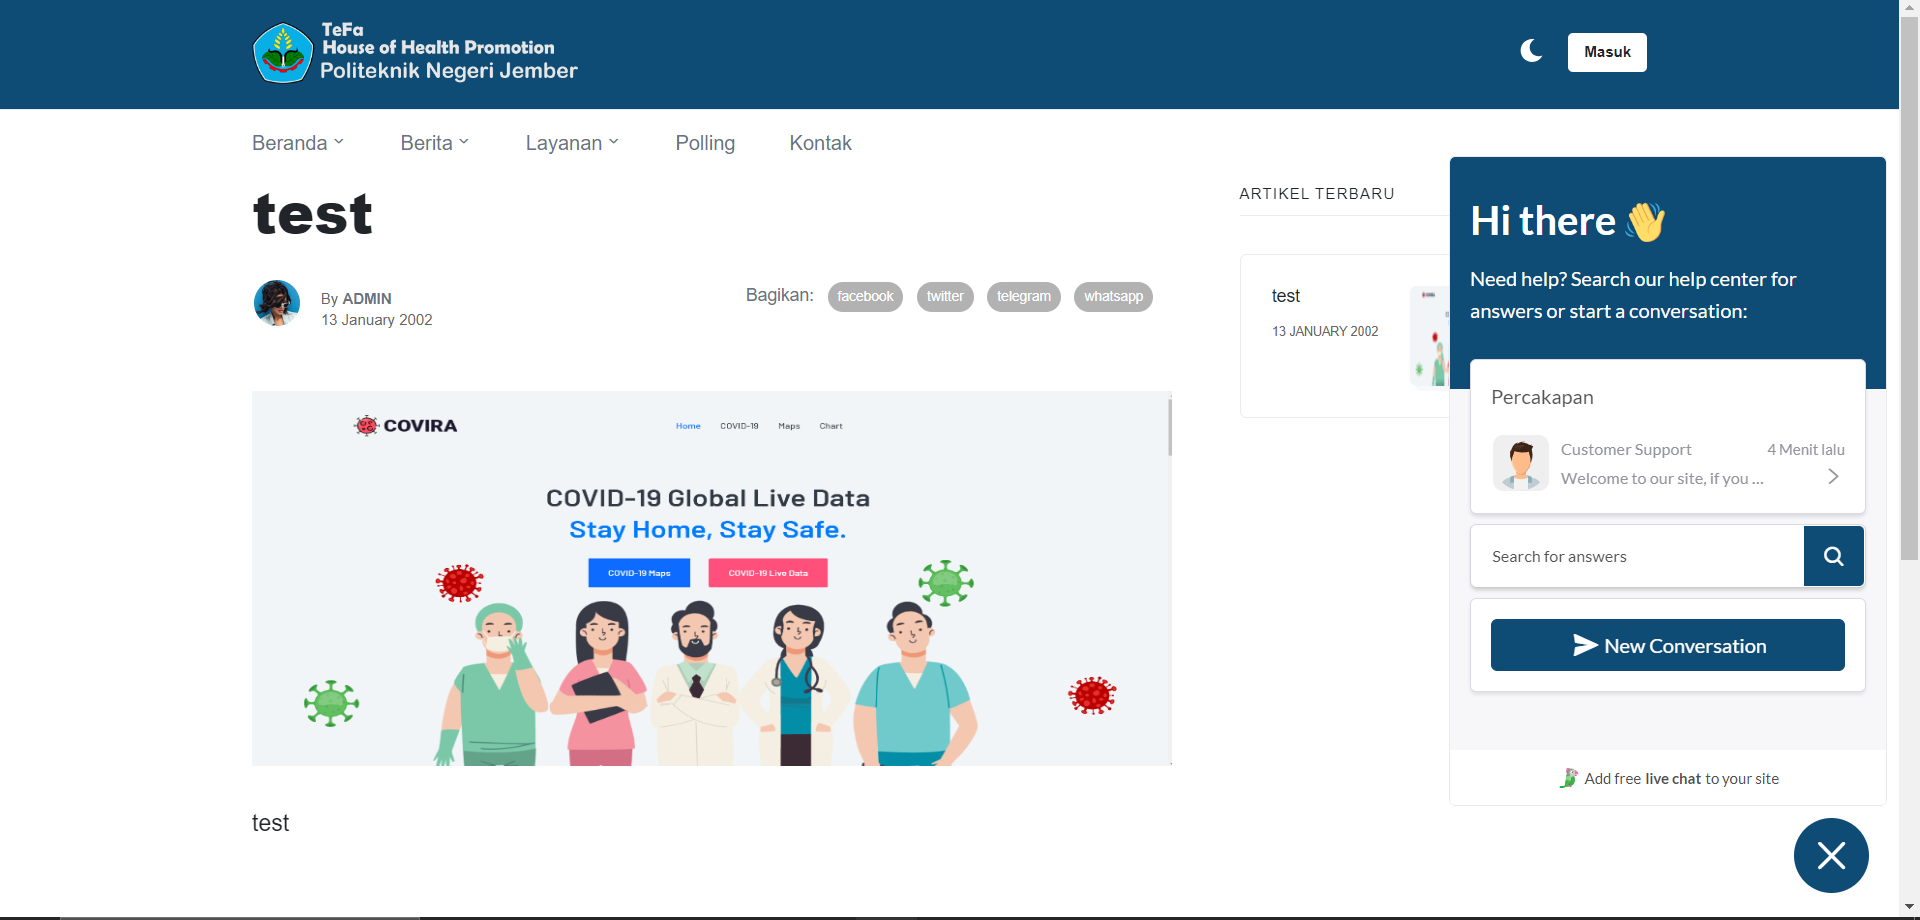 TeFa
House of Health Promotion
Politeknik Negeri Jember
Masuk
Beranda
Berita
Layanan
Polling
Kontak
test
By ADMIN
13 January 2002
Bagikan:
facebook
twitter
telegram
whatsapp
COVIRA
Home
COVID-19
Maps
Chart
COVID-19 Global Live Data
Stay Home, Stay Safe.
COVID-19 Maps
COVID-19 Live Data
test
ARTIKEL TERBARU
test
13 JANUARY 2002
Hi there 👋
Need help? Search our help center for
answers or start a conversation:
Percakapan
Customer Support
4 Menit lalu
Welcome to our site, if you ...
Search for answers
New Conversation
Add free live chat to your site